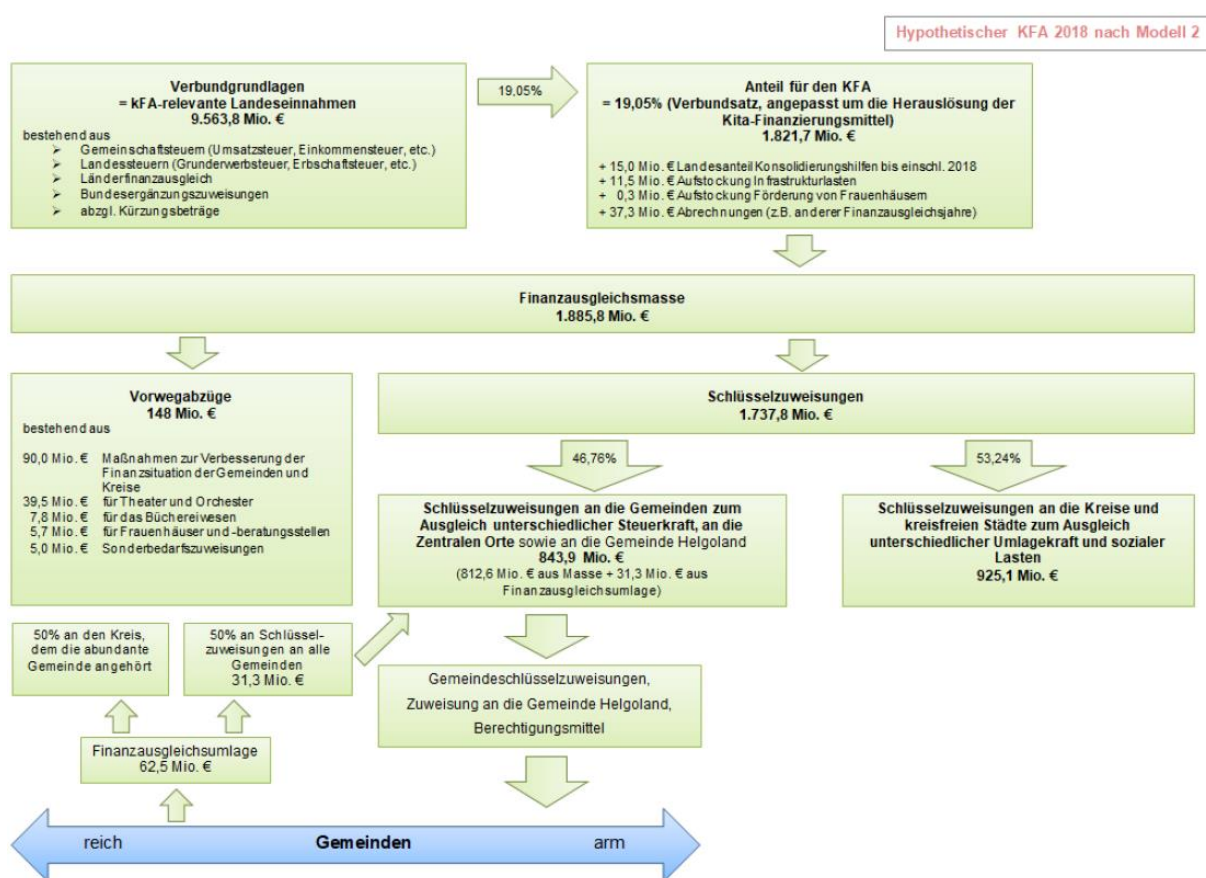 Hypothetischer KFA 2018 nach Modell 2
Verbundgrundlagen
= kFA-relevante Landeseinnahmen
9.563,8 Mio. €
bestehend aus
➢ Gemeinschaftsteuern (Umsatzsteuer, Einkommensteuer, etc.)
➢ Landessteuern (Grunderwerbsteuer, Erbschaftsteuer, etc.)
➢ Länderfinanzausgleich
➢ Bundesergänzungszuweisungen
➢ abzgl. Kürzungsbeträge
19,05%
Anteil für den KFA
= 19,05% (Verbundsatz, angepasst um die Herauslösung der
Kita-Finanzierungsmittel)
1.821,7 Mio. €
+ 15,0 Mio. € Landesanteil Konsolidierungshilfen bis einschl. 2018
+ 11,5 Mio. € Aufstockung Infrastrukturlasten
+ 0,3 Mio. € Aufstockung Förderung von Frauenhäusern
+ 37,3 Mio. € Abrechnungen (z.B. anderer Finanzausgleichsjahre)
Finanzausgleichsmasse
1.885,8 Mio. €
Vorwegabzüge
148 Mio. €
bestehend aus
90,0 Mio. € Maßnahmen zur Verbesserung der
Finanzsituation der Gemeinden und
Kreise
39,5 Mio. € für Theater und Orchester
7,8 Mio. € für das Büchereiwesen
5,7 Mio. € für Frauenhäuser und -beratungsstellen
5,0 Mio. € Sonderbedarfszuweisungen
Schlüsselzuweisungen
1.737,8 Mio. €
46,76%
53,24%
Schlüsselzuweisungen an die Gemeinden zum
Ausgleich unterschiedlicher Steuerkraft, an die
Zentralen Orte sowie an die Gemeinde Helgoland
843,9 Mio. €
(812,6 Mio. € aus Masse + 31,3 Mio. € aus
Finanzausgleichsumlage)
Schlüsselzuweisungen an die Kreise und
kreisfreien Städte zum Ausgleich
unterschiedlicher Umlagekraft und sozialer
Lasten
925,1 Mio. €
50% an den Kreis,
dem die abundante
Gemeinde angehört
50% an Schlüssel-
zuweisungen an alle
Gemeinden
31,3 Mio. €
Gemeindeschlüsselzuweisungen,
Zuweisung an die Gemeinde Helgoland,
Berechtigungsmittel
Finanzausgleichsumlage
62,5 Mio. €
reich Gemeinden arm